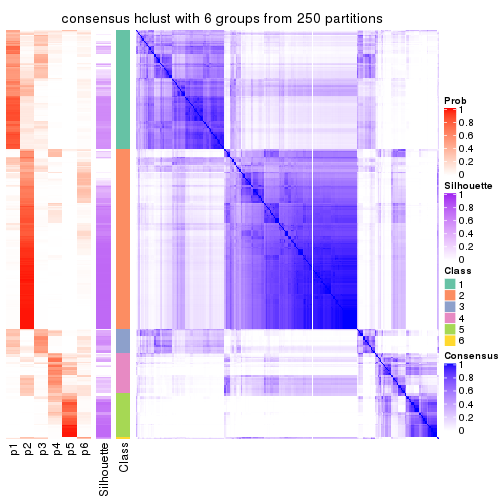 consensus hclust with 6 groups from 250 partitions
Prob
1
0.8
0.6
0.4
0.2
0
Silhouette
1
0.8
0.6
0.4
0.2
0
Class
1
2
3
4
5
6
Consensus
1
0.8
0.6
0.4
0.2
0
p1
p2
p3
p4
p5
p6
Silhouette
Class